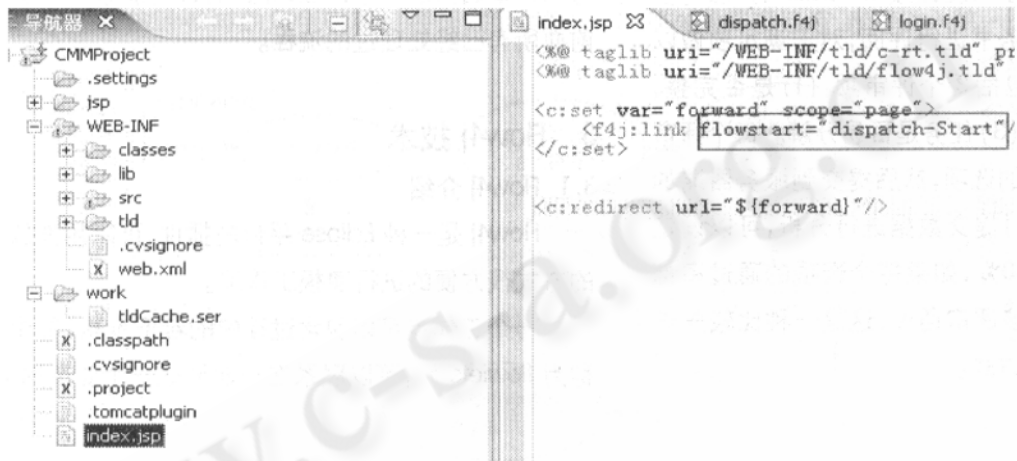 导航器
CMMProject
.settings
jsp
WEB-INF
classes
lib
src
tld
.cvsignore
web.xml
work
tldCache.ser
.classpath
.cvsignore
.project
.tomcatplugin
index.jsp
index.jsp
dispatch.f4j
login.f4j
<%@ taglib uri="/WEB-INF/tld/c-rt.tld" pr
<%@ taglib uri="/WEB-INF/tld/flow4j.tld"
<c:set var="forward" scope="page">
<f4j:link flowstart="dispatch-Start"/
</c:set>
<c:redirect url="${forward}"/>
www.c-s-a.org.cn